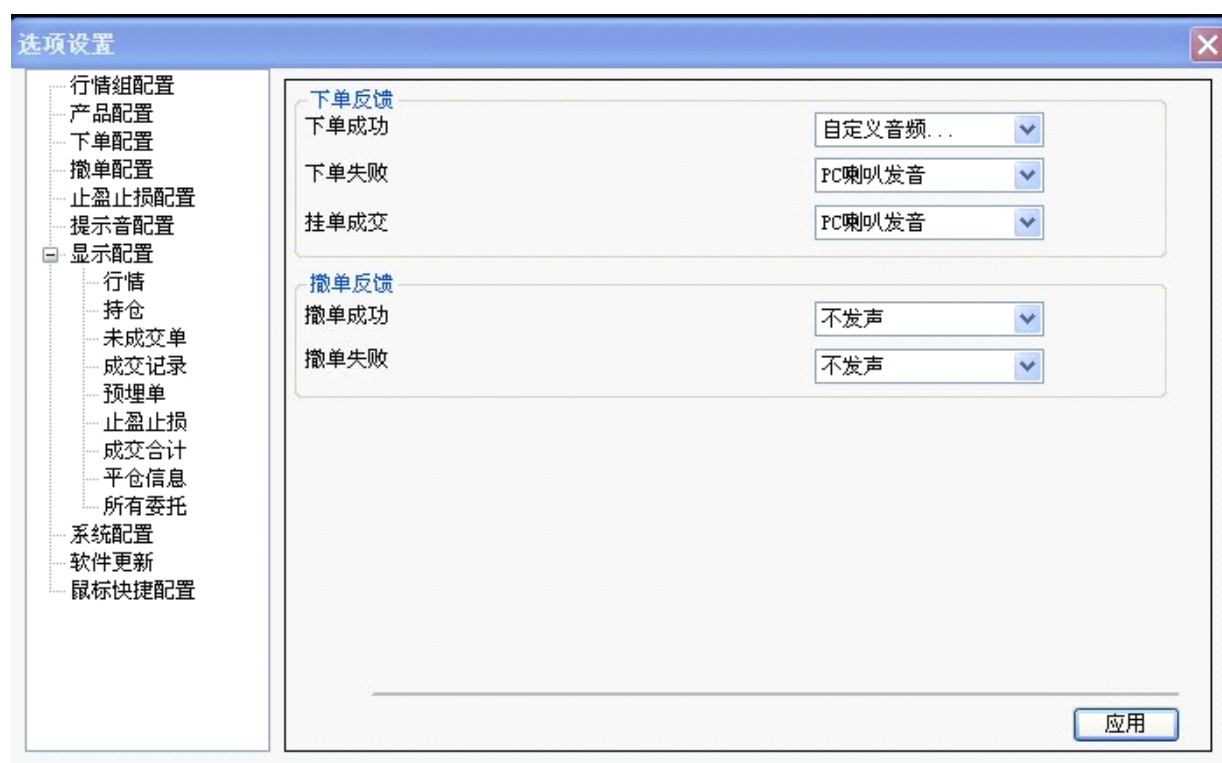 选项设置
行情组配置
产品配置
下单配置
撤单配置
止盈止损配置
提示音配置
显示配置
行情
持仓
未成交单
成交记录
预埋单
止盈止损
成交合计
平仓信息
所有委托
系统配置
软件更新
鼠标快捷配置
下单反馈
下单成功 自定义音频...
下单失败 PC喇叭发音
挂单成交 PC喇叭发音
撤单反馈
撤单成功 不发声
撤单失败 不发声
应用